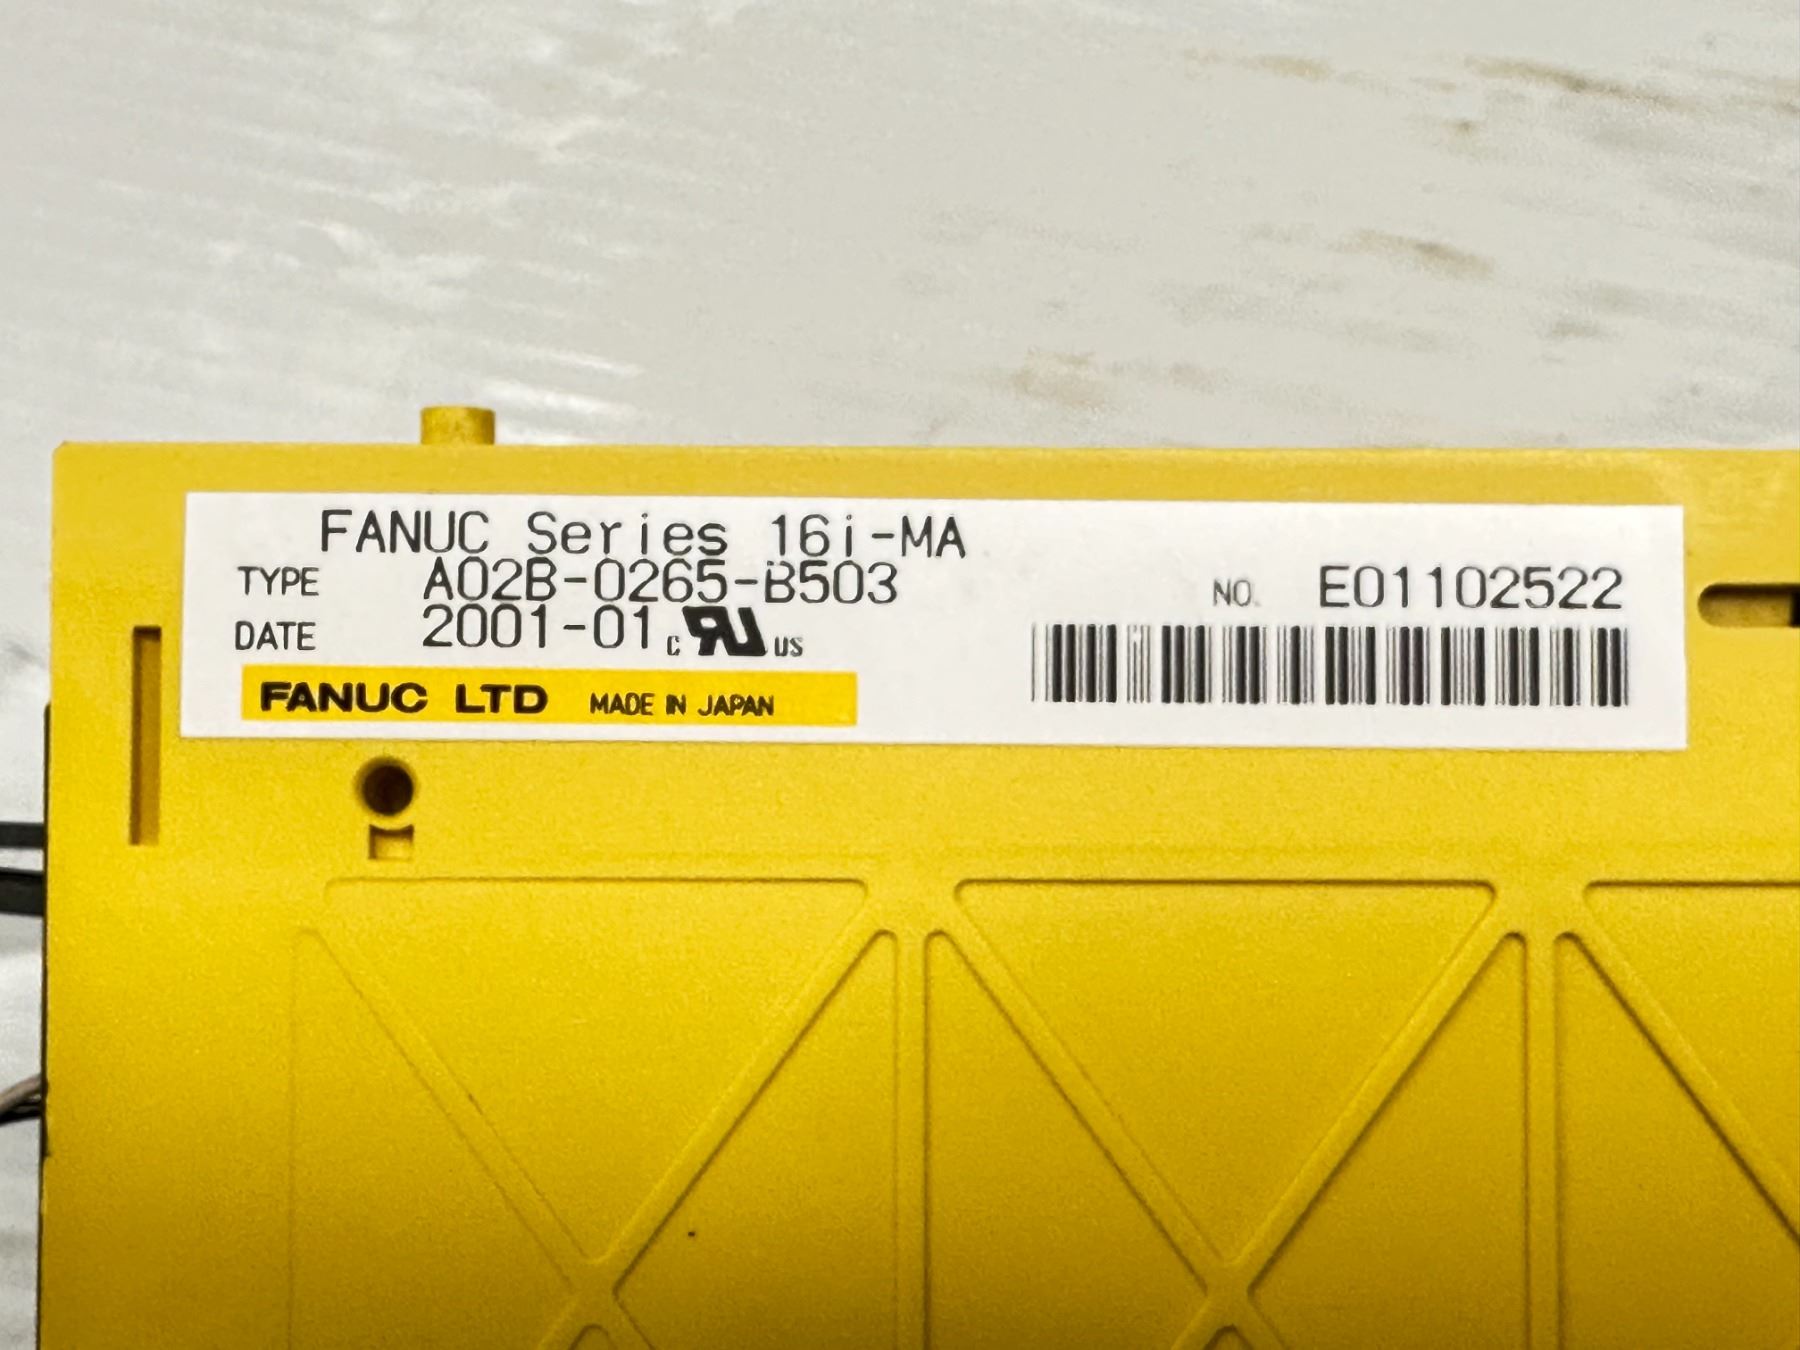 FANUC Series 16i-MA
TYPE A02B-0265-B503
NO. E01102522
DATE 2001-01 c RU US
FANUC LTD MADE IN JAPAN